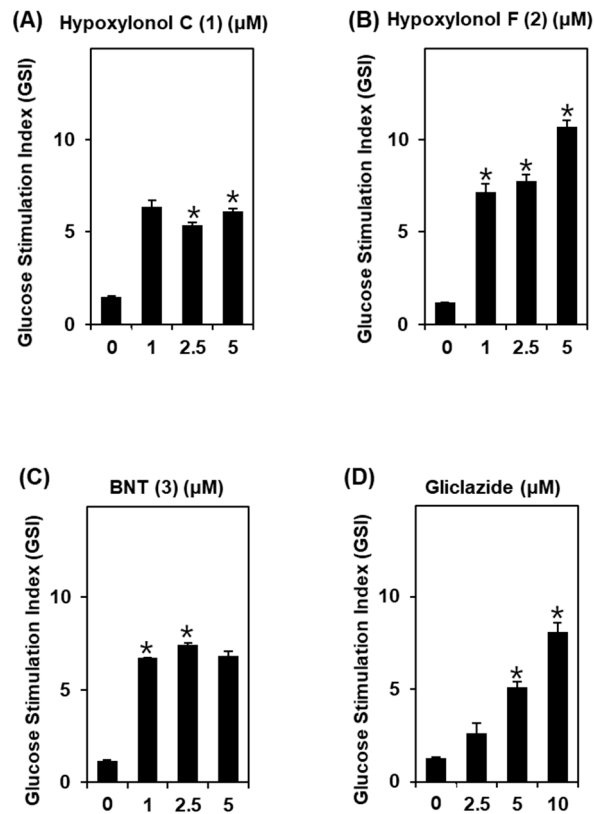 (A) Hypoxylonol C (1) (µM)
Glucose Stimulation Index (GSI)
10
5
0
* *
0 1 2.5 5
(B) Hypoxylonol F (2) (µM)
Glucose Stimulation Index (GSI)
10
5
0
* * *
0 1 2.5 5
(C) BNT (3) (µM)
Glucose Stimulation Index (GSI)
10
5
0
* *
0 1 2.5 5
(D) Gliclazide (µM)
Glucose Stimulation Index (GSI)
10
5
0
* *
0 2.5 5 10